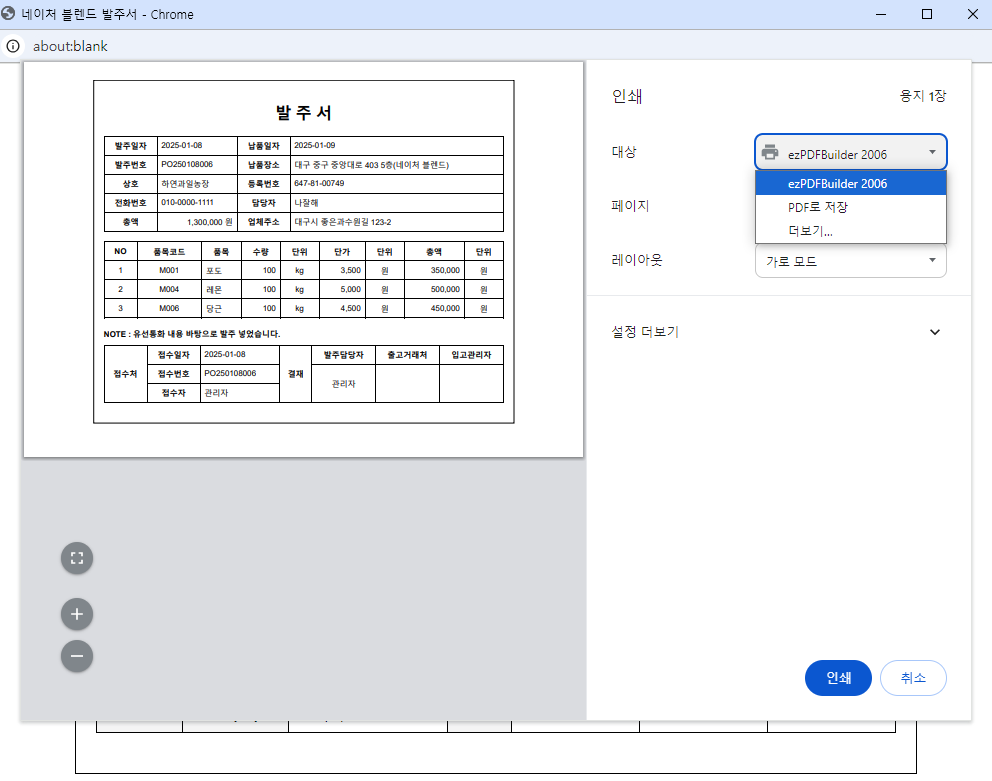 네이처 블렌드 발주서 - Chrome
about:blank
발 주 서
발주일자 2025-01-08 납품일자 2025-01-09
발주번호 PO250108006 납품장소 대구 중구 중앙대로 403 5층(네이처 블렌드)
상호 하연과일농장 등록번호 647-81-00749
전화번호 010-0000-1111 담당자 나잘해
총액 1,300,000 원 업체주소 대구시 좋은과수원길 123-2
NO 품목코드 품목 수량 단위 단가 단위 총액 단위
1 M001 포도 100 kg 3,500 원 350,000 원
2 M004 레몬 100 kg 5,000 원 500,000 원
3 M006 당근 100 kg 4,500 원 450,000 원
NOTE : 유선통화 내용 바탕으로 발주 넣었습니다.
접수처 접수일자 2025-01-08 결재 발주담당자 출고거래처 입고관리자
접수번호 PO250108006 관리자
접수자 관리자
인쇄 용지 1장
대상 ezPDFBuilder 2006
ezPDFBuilder 2006
PDF로 저장
더보기...
페이지
레이아웃 가로 모드
설정 더보기
인쇄 취소